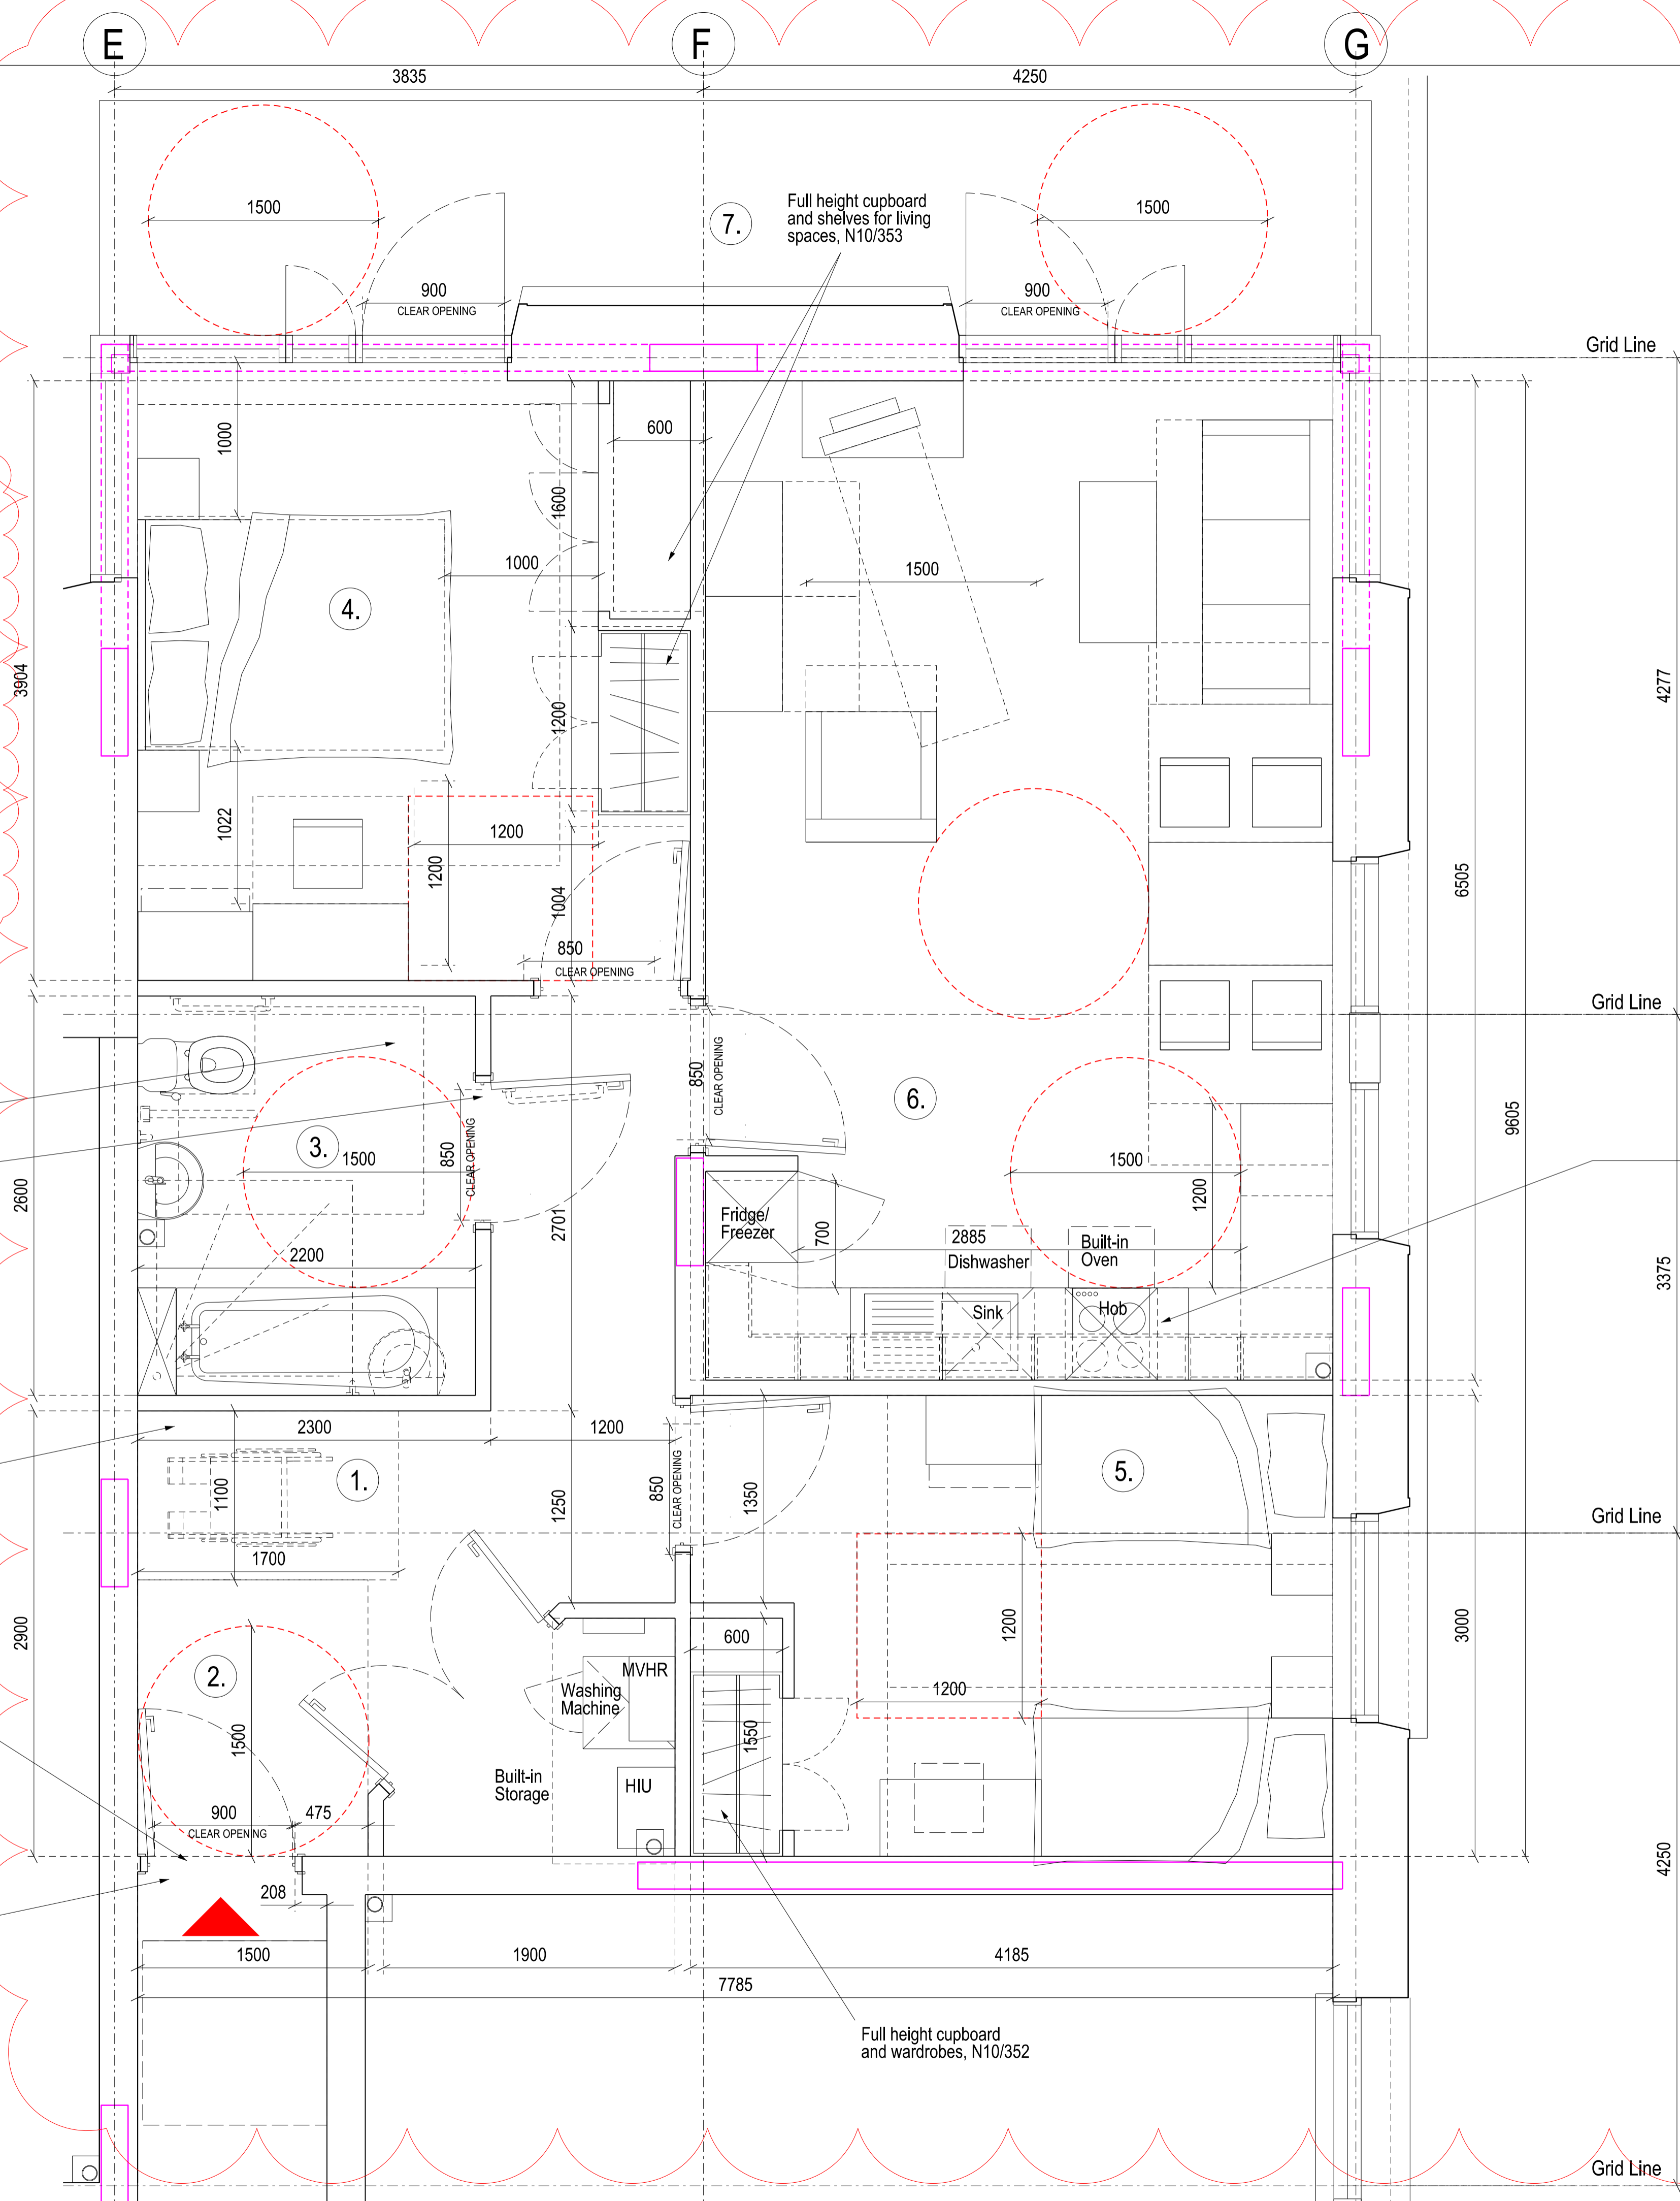 E
F
G
3835
4250
1500
7.
Full height cupboard
and shelves for living
spaces, N10/353
1500
900
CLEAR OPENING
900
CLEAR OPENING
Grid Line
1000
600
1600
1000
1500
4.
3904
4277
1200
1022
1200
1200
1004
6505
850
CLEAR OPENING
Grid Line
850
CLEAR OPENING
6.
9605
3.
1500
850
CLEAR OPENING
1500
2600
2701
1200
Fridge/
Freezer
700
2885
Dishwasher
Built-in
Oven
2200
3375
Sink
Hob
2300
1200
1.
5.
1100
1250
850
CLEAR OPENING
1350
Grid Line
1700
2900
1200
3000
600
2.
MVHR
Washing
Machine
1200
1500
1550
Built-in
Storage
HIU
900
CLEAR OPENING
475
4250
208
1500
1900
4185
7785
Full height cupboard
and wardrobes, N10/352
Grid Line